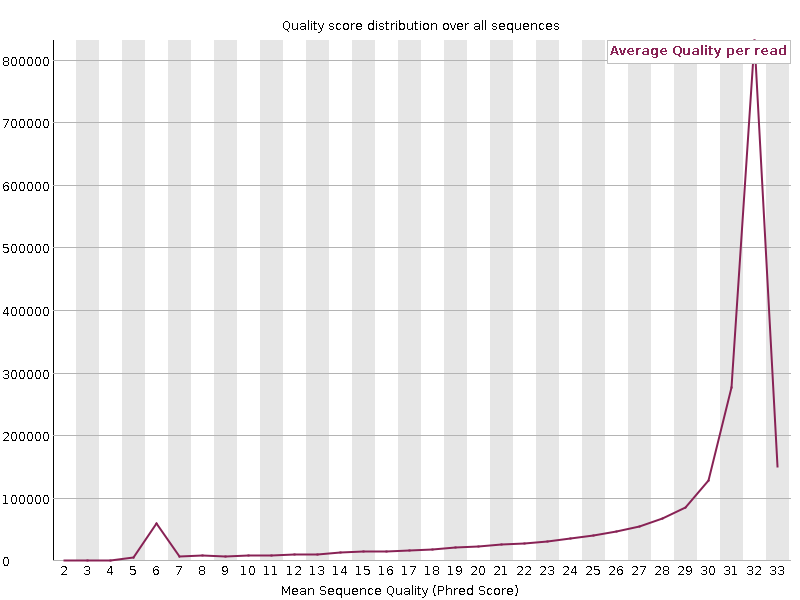 Quality score distribution over all sequences
Average Quality per read
800000
700000
600000
500000
400000
300000
200000
100000
0
2 3 4 5 6 7 8 9 10 11 12 13 14 15 16 17 18 19 20 21 22 23 24 25 26 27 28 29 30 31 32 33
Mean Sequence Quality (Phred Score)